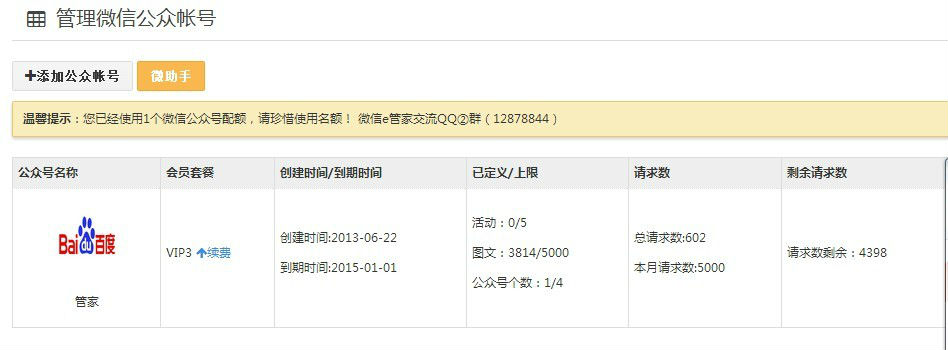 管理微信公众帐号
添加公众帐号 微助手
温馨提示：您已经使用1个微信公众号配额，请珍惜使用名额！ 微信e管家交流QQ②群（12878844）
公众号名称 会员套餐 创建时间/到期时间 已定义/上限 请求数 剩余请求数
Bai du 百度
管家
VIP3 续费
创建时间:2013-06-22
到期时间:2015-01-01
活动：0/5
图文：3814/5000
公众号个数：1/4
总请求数:602
本月请求数:5000
请求数剩余：4398